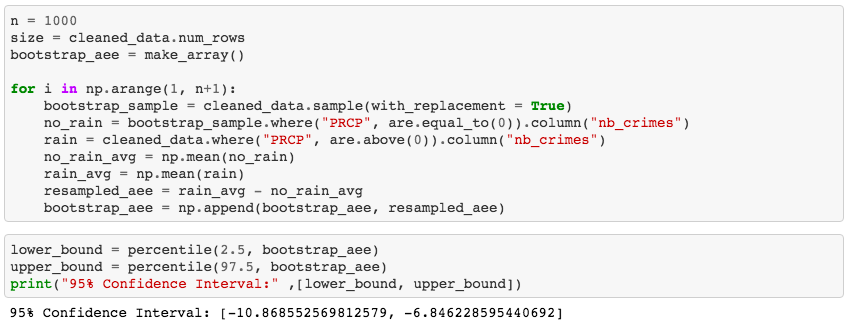 n = 1000
size = cleaned_data.num_rows
bootstrap_aee = make_array()
for i in np.arange(1, n+1):
    bootstrap_sample = cleaned_data.sample(with_replacement = True)
    no_rain = bootstrap_sample.where("PRCP", are.equal_to(0)).column("nb_crimes")
    rain = cleaned_data.where("PRCP", are.above(0)).column("nb_crimes")
    no_rain_avg = np.mean(no_rain)
    rain_avg = np.mean(rain)
    resampled_aee = rain_avg - no_rain_avg
    bootstrap_aee = np.append(bootstrap_aee, resampled_aee)
lower_bound = percentile(2.5, bootstrap_aee)
upper_bound = percentile(97.5, bootstrap_aee)
print("95% Confidence Interval:" ,[lower_bound, upper_bound])
95% Confidence Interval: [-10.868552569812579, -6.846228595440692]